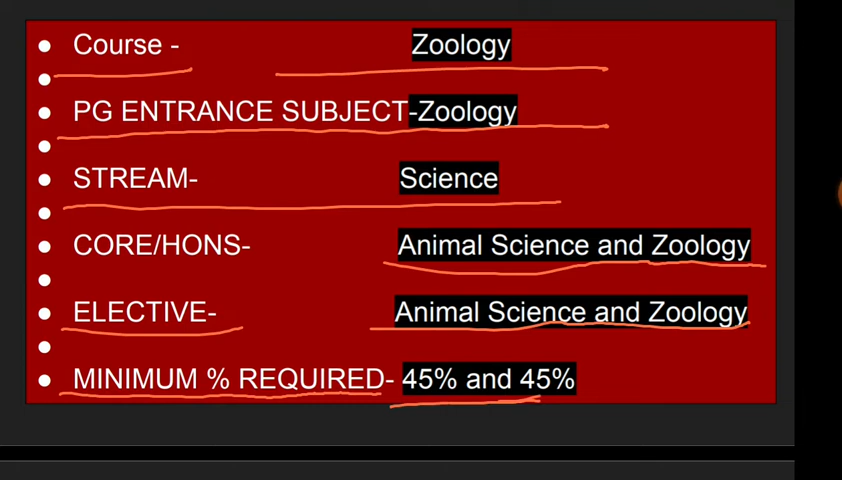 Course - Zoology
PG ENTRANCE SUBJECT-Zoology
STREAM- Science
CORE/HONS- Animal Science and Zoology
ELECTIVE- Animal Science and Zoology
MINIMUM % REQUIRED- 45% and 45%